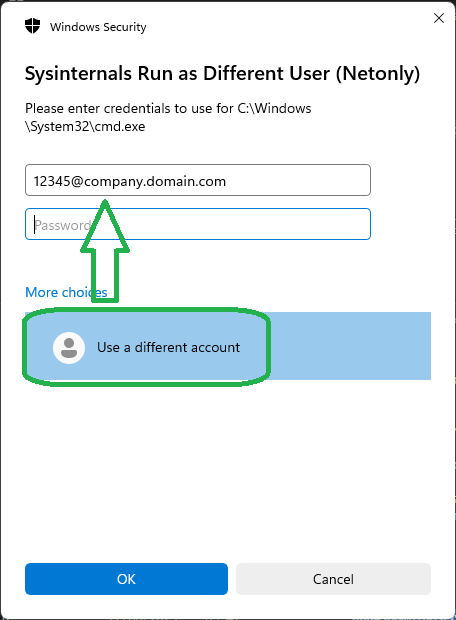 Windows Security
Sysinternals Run as Different User (Netonly)
Please enter credentials to use for C:\Windows
\System32\cmd.exe
12345@company.domain.com
Password
More choices
Use a different account
OK
Cancel